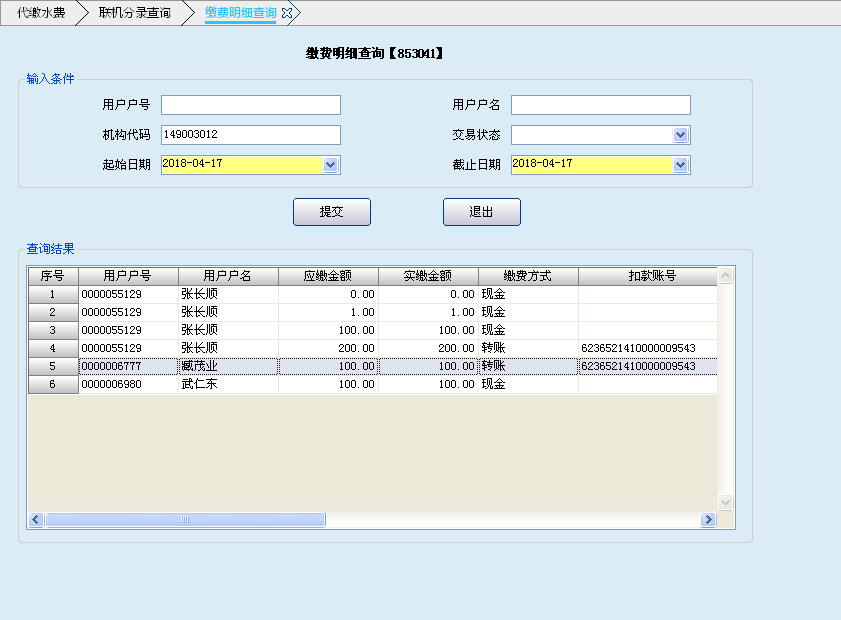 代缴水费 联机分录查询 缴费明细查询
缴费明细查询【853041】
输入条件
用户户号 用户户名
机构代码 149003012 交易状态
起始日期 2018-04-17 截止日期 2018-04-17
提交 退出
查询结果
序号 用户户号 用户户名 应缴金额 实缴金额 缴费方式 扣款账号
1 0000055129 张长顺 0.00 0.00 现金
2 0000055129 张长顺 1.00 1.00 现金
3 0000055129 张长顺 100.00 100.00 现金
4 0000055129 张长顺 200.00 200.00 转账 6236521410000009543
5 0000006777 臧茂业 100.00 100.00 转账 6236521410000009543
6 0000006980 武仁东 100.00 100.00 现金